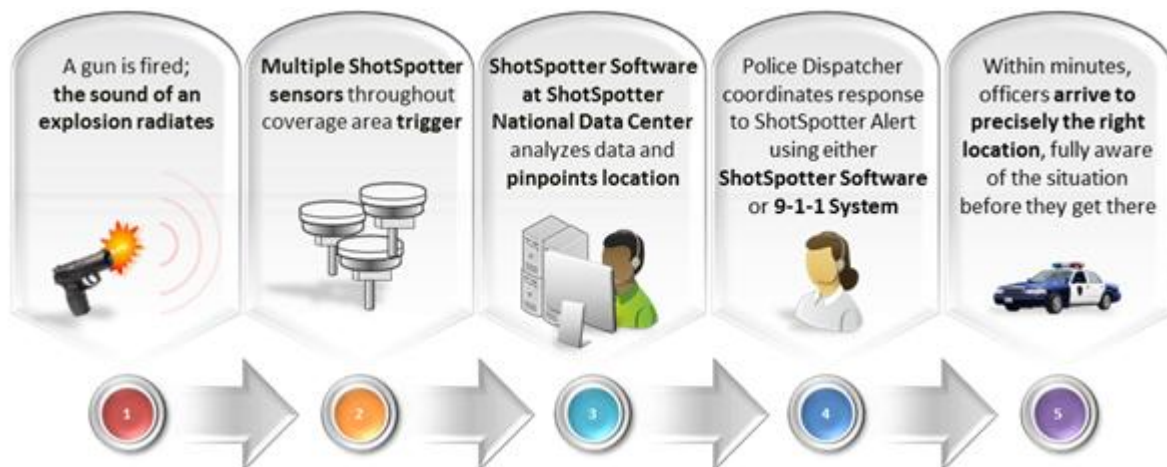 A gun is fired;
the sound of an
explosion radiates
Multiple ShotSpotter
sensors throughout
coverage area trigger
ShotSpotter Software
at ShotSpotter
National Data Center
analyzes data and
pinpoints location
Police Dispatcher
coordinates response
to ShotSpotter Alert
using either
ShotSpotter Software
or 9-1-1 System
Within minutes,
officers arrive to
precisely the right
location, fully aware
of the situation
before they get there
1
2
3
4
5